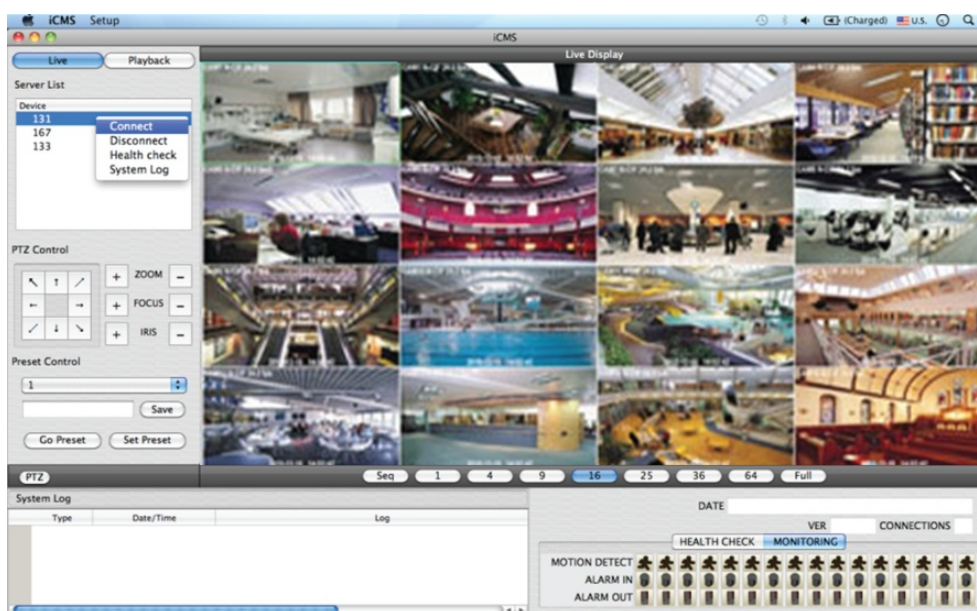 iCMS Setup (Charged) U.S.
iCMS
Live Playback
Live Display
Server List
Device
131
167
133
Connect
Disconnect
Health check
System Log
PTZ Control
+ ZOOM −
+ FOCUS −
+ IRIS −
Preset Control
1
Save
Go Preset Set Preset
PTZ
Seq 1 4 9 16 25 36 64 Full
System Log
Type Date/Time Log
DATE
VER CONNECTIONS
HEALTH CHECK MONITORING
MOTION DETECT
ALARM IN
ALARM OUT